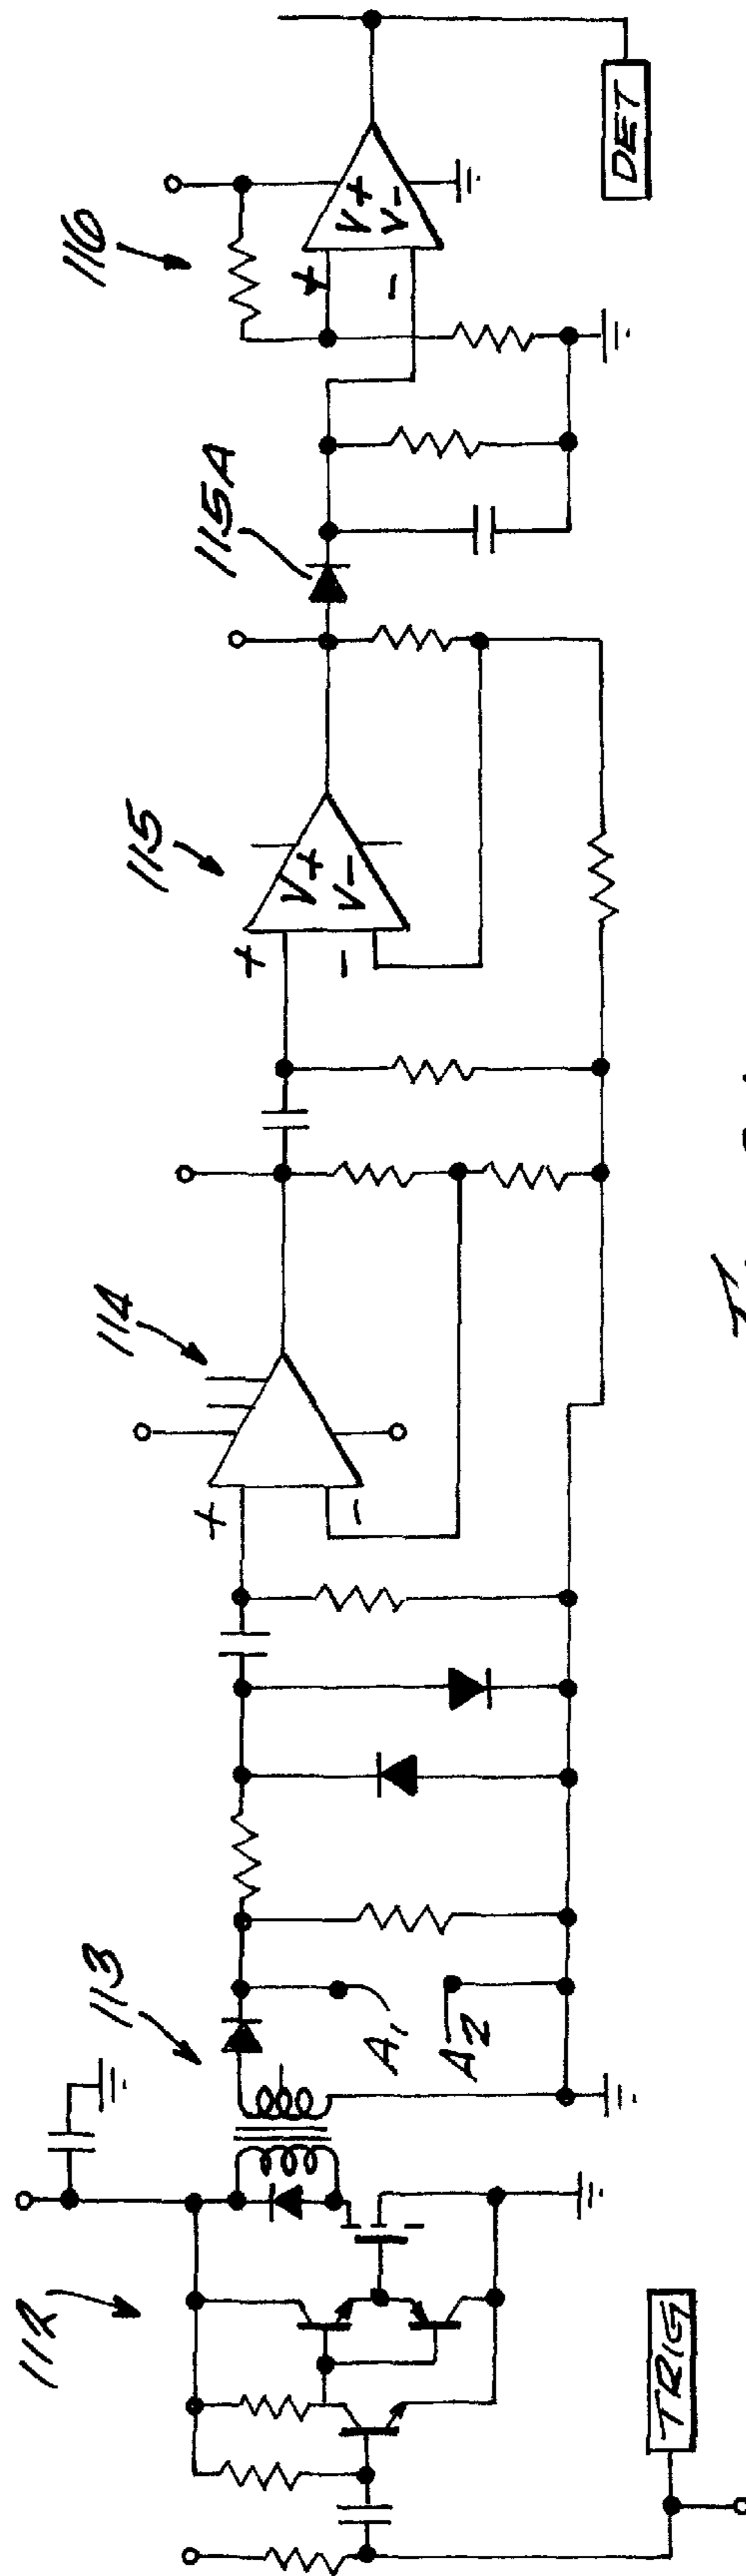 112
113
114
115
115A
116
TRIG
A1
A2
+
-
+
-
V+
V-
+
-
V+
V-
DET